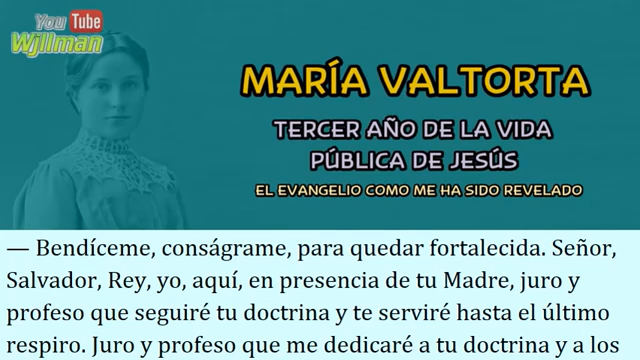 You Tube
Wjllman
MARÍA VALTORTA
TERCER AÑO DE LA VIDA
PÚBLICA DE JESÚS
EL EVANGELIO COMO ME HA SIDO REVELADO
— Bendíceme, conságrame, para quedar fortalecida. Señor,
Salvador, Rey, yo, aquí, en presencia de tu Madre, juro y
profeso que seguiré tu doctrina y te serviré hasta el último
respiro. Juro y profeso que me dedicaré a tu doctrina y a los